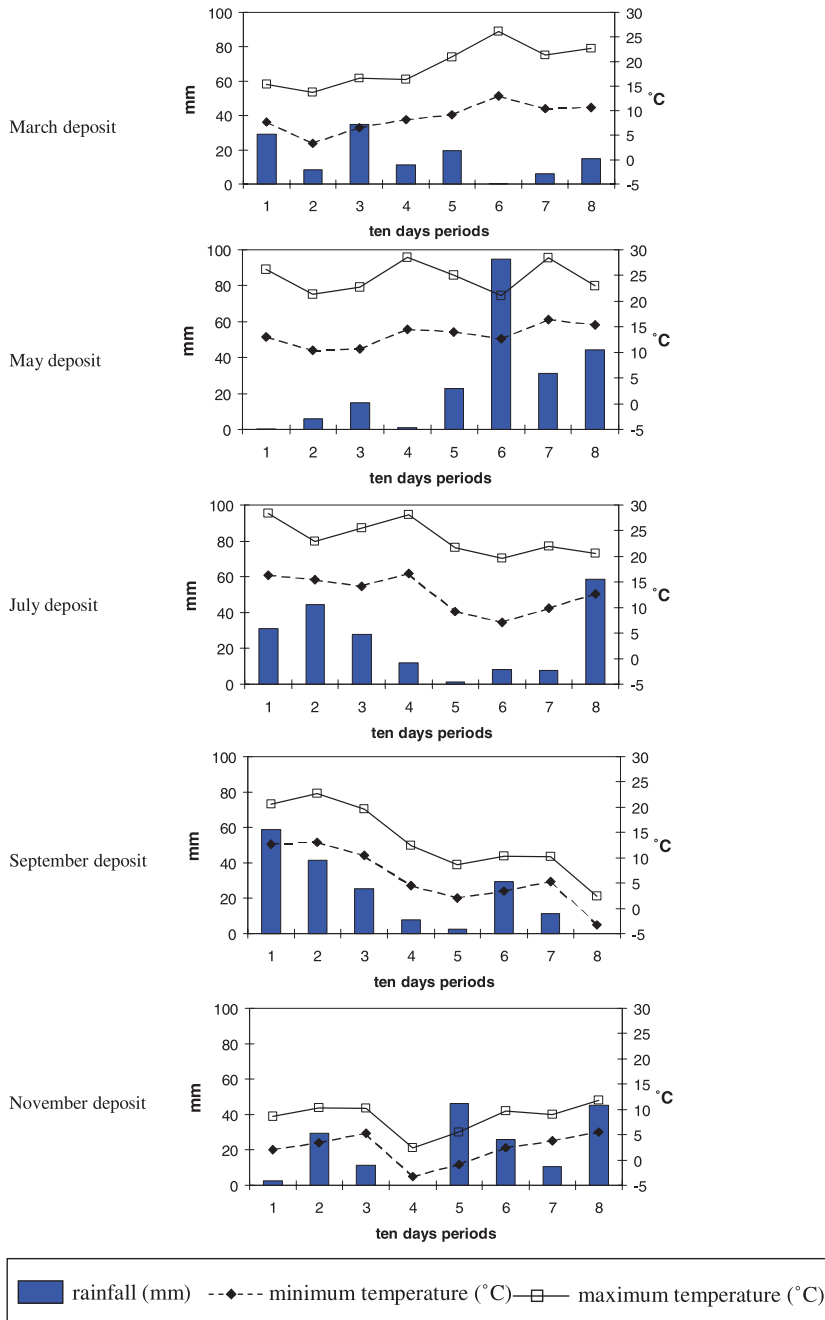 March deposit
mm
˚C
100
80
60
40
20
0
30
25
20
15
10
5
0
-5
1 2 3 4 5 6 7 8
ten days periods
May deposit
mm
˚C
100
80
60
40
20
0
30
25
20
15
10
5
0
-5
1 2 3 4 5 6 7 8
ten days periods
July deposit
mm
˚C
100
80
60
40
20
0
30
25
20
15
10
5
0
-5
1 2 3 4 5 6 7 8
ten days periods
September deposit
mm
˚C
100
80
60
40
20
0
30
25
20
15
10
5
0
-5
1 2 3 4 5 6 7 8
ten days periods
November deposit
mm
˚C
100
80
60
40
20
0
30
25
20
15
10
5
0
-5
1 2 3 4 5 6 7 8
ten days periods
rainfall (mm) minimum temperature (˚C) maximum temperature (˚C)